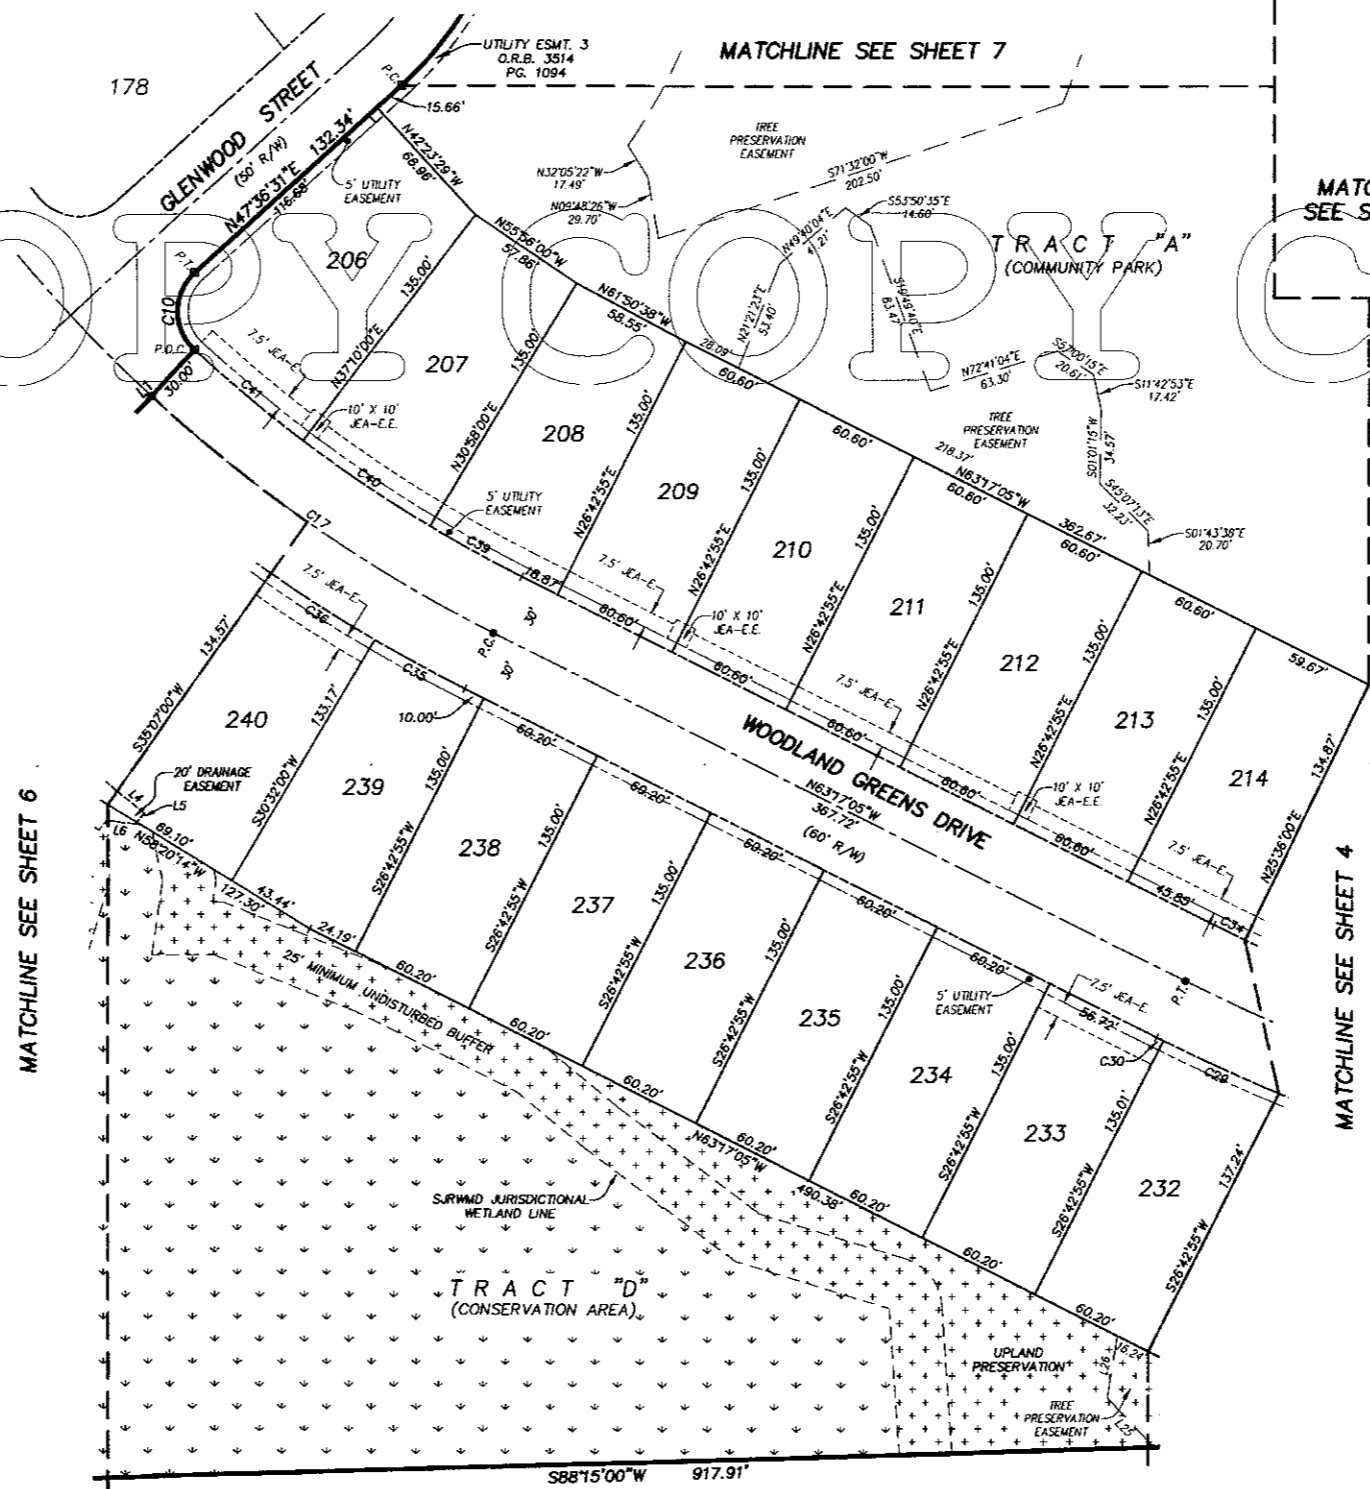 MATCHLINE SEE SHEET 7
UTILITY ESMT. 3
O.R.B. 3514
PG. 1094
178
P.C.
15.66'
GLENWOOD STREET
(50' R/W)
N47°36'31"E 132.34'
116.68'
5' UTILITY
EASEMENT
N42°23'29"W
68.96'
TREE
PRESERVATION
EASEMENT
N32°05'22"W
17.49'
N09°48'26"W
29.70'
S71°32'00"W
202.50'
S53°50'35"E
14.60'
MATC
SEE S
COPY COPY C
TRACT "A"
(COMMUNITY PARK)
N49°40'04"E
41.21'
S19°49'40"E
63.47'
N21°21'23"E
53.40'
N72°41'04"E
63.30'
S57°00'15"E
20.61'
S11°42'53"E
17.42'
S01°01'15"W
34.57'
S45°07'13"E
32.23'
S01°43'38"E
20.70'
TREE
PRESERVATION
EASEMENT
P.T.
C10
P.O.C.
L1
30.00'
206
7.5' JEA-E.
C41
N37°10'00"E
135.00'
10' X 10'
JEA-E.E.
N55°56'00"W
57.86'
207
C40
N30°58'00"E
135.00'
N61°50'38"W
58.55'
208
5' UTILITY
EASEMENT
C39
18.87'
N26°42'55"E
135.00'
28.09'
60.60'
209
7.5' JEA-E.
60.60'
N26°42'55"E
135.00'
10' X 10'
JEA-E.E.
60.60'
210
60.60'
N26°42'55"E
135.00'
218.37'
N63°17'05"W
60.60'
362.67'
211
60.60'
7.5' JEA-E.
N26°42'55"E
135.00'
60.60'
212
60.60'
N26°42'55"E
135.00'
10' X 10'
JEA-E.E.
60.60'
213
60.60'
N26°42'55"E
135.00'
59.67'
214
7.5' JEA-E.
45.85'
C34
N25°36'00"E
134.87'
C17
P.C.
30'
30'
WOODLAND GREENS DRIVE
N63°17'05"W
367.72'
(60' R/W)
P.T.
7.5' JEA-E.
C36
C35
10.00'
S35°07'00"W
134.57'
240
20' DRAINAGE
EASEMENT
L4
L5
L6
69.10'
N58°20'14"W
127.30'
43.44'
24.19'
S30°32'00"W
133.17'
239
S26°42'55"W
135.00'
60.20'
238
60.20'
S26°42'55"W
135.00'
60.20'
237
60.20'
S26°42'55"W
135.00'
60.20'
236
60.20'
S26°42'55"W
135.00'
60.20'
N63°17'05"W
490.38'
235
60.20'
S26°42'55"W
135.00'
60.20'
5' UTILITY
EASEMENT
234
60.20'
S26°42'55"W
135.00'
7.5' JEA-E.
56.72'
C30
C29
233
60.20'
S26°42'55"W
135.01'
232
60.20'
S26°42'55"W
137.24'
16.24'
25' MINIMUM UNDISTURBED BUFFER
SJRWMD JURISDICTIONAL
WETLAND LINE
TRACT "D"
(CONSERVATION AREA)
UPLAND
PRESERVATION
L26
TREE
PRESERVATION
EASEMENT
L25
S88°15'00"W 917.91'
MATCHLINE SEE SHEET 6
MATCHLINE SEE SHEET 4